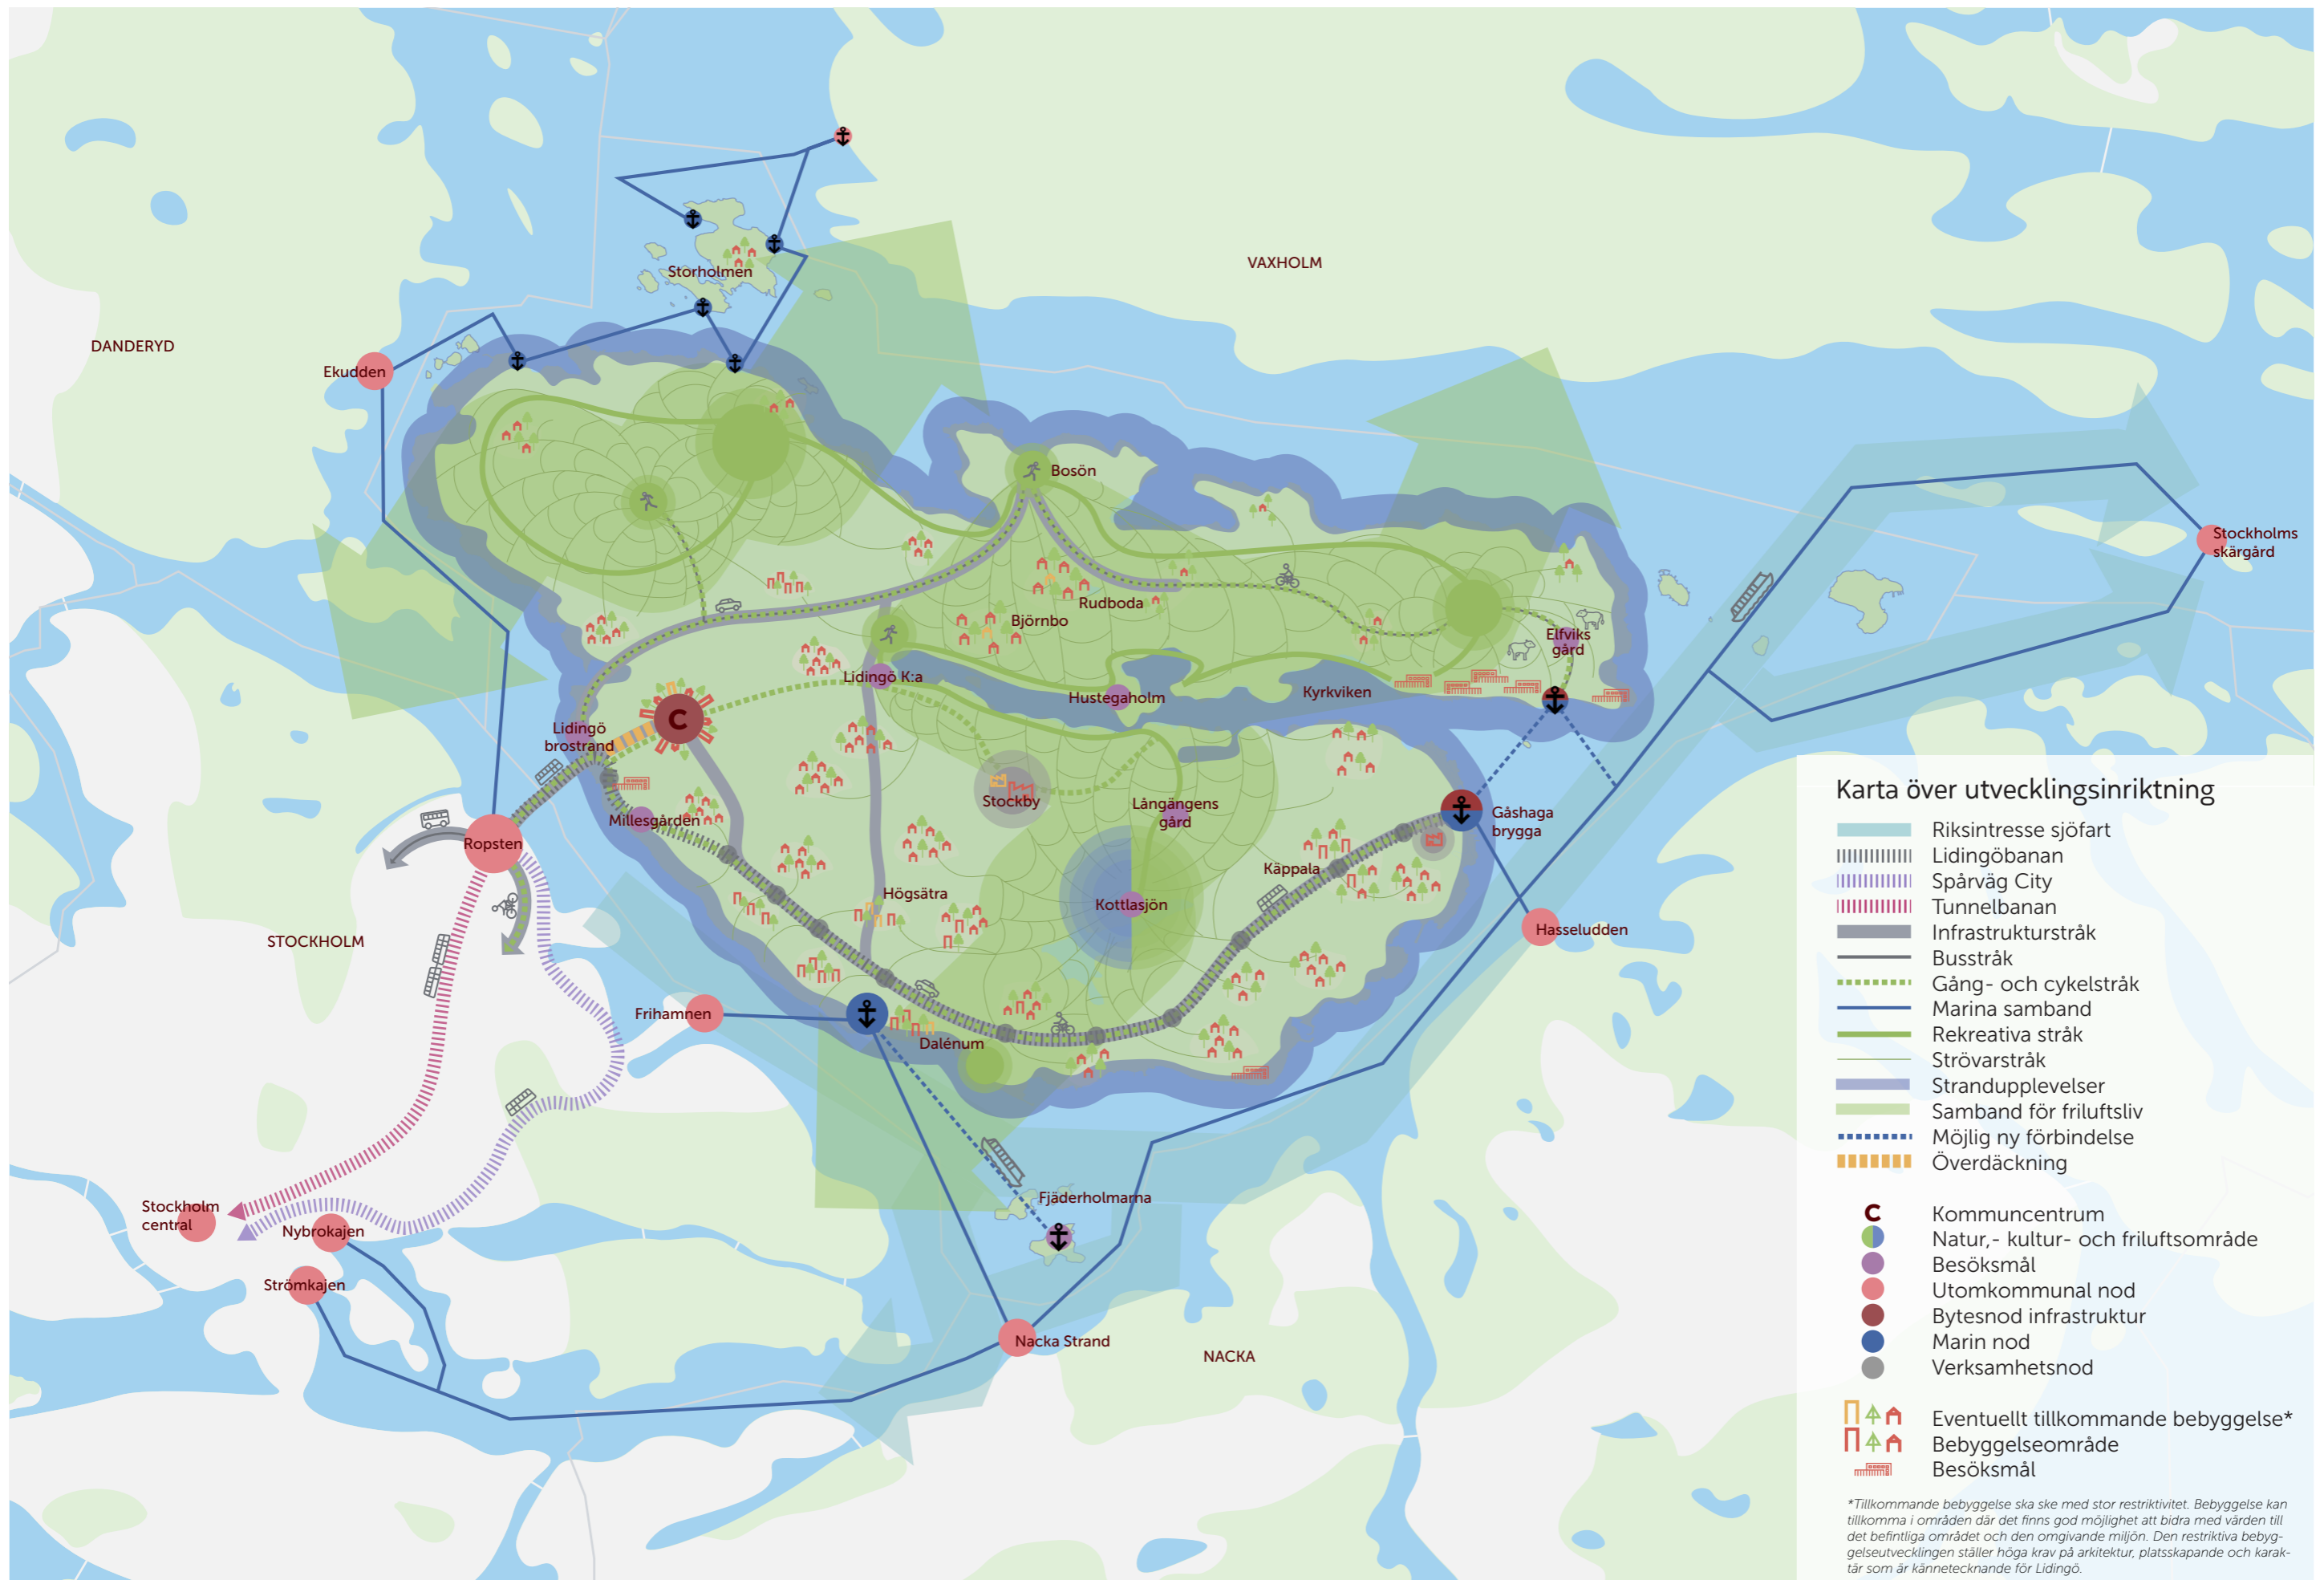 VAXHOLM
Storholmen
DANDERYD
Ekudden
Bosön
Stockholms
skärgård
Rudboda
Björnbo
Elfviks
gård
Lidingö K:a
Hustegaholm
Kyrkviken
C
Lidingö
brostrand
Stockby
Långängens
gård
Millesgården
Gåshaga
brygga
Ropsten
Käppala
Högsätra
Kottlasjön
Hasseludden
STOCKHOLM
Frihamnen
Dalénum
Fjäderholmarna
Stockholm
central
Nybrokajen
Strömkajen
Nacka Strand
NACKA
Karta över utvecklingsinriktning
Riksintresse sjöfart
Lidingöbanan
Spårväg City
Tunnelbanan
Infrastrukturstråk
Busstråk
Gång- och cykelstråk
Marina samband
Rekreativa stråk
Strövarstråk
Strandupplevelser
Samband för friluftsliv
Möjlig ny förbindelse
Överdäckning
C Kommuncentrum
Natur,- kultur- och friluftsområde
Besöksmål
Utomkommunal nod
Bytesnod infrastruktur
Marin nod
Verksamhetsnod
Eventuellt tillkommande bebyggelse*
Bebyggelseområde
Besöksmål
*Tillkommande bebyggelse ska ske med stor restriktivitet. Bebyggelse kan
tillkomma i områden där det finns god möjlighet att bidra med värden till
det befintliga området och den omgivande miljön. Den restriktiva bebyg-
gelseutvecklingen ställer höga krav på arkitektur, platsskapande och karak-
tär som är kännetecknande för Lidingö.